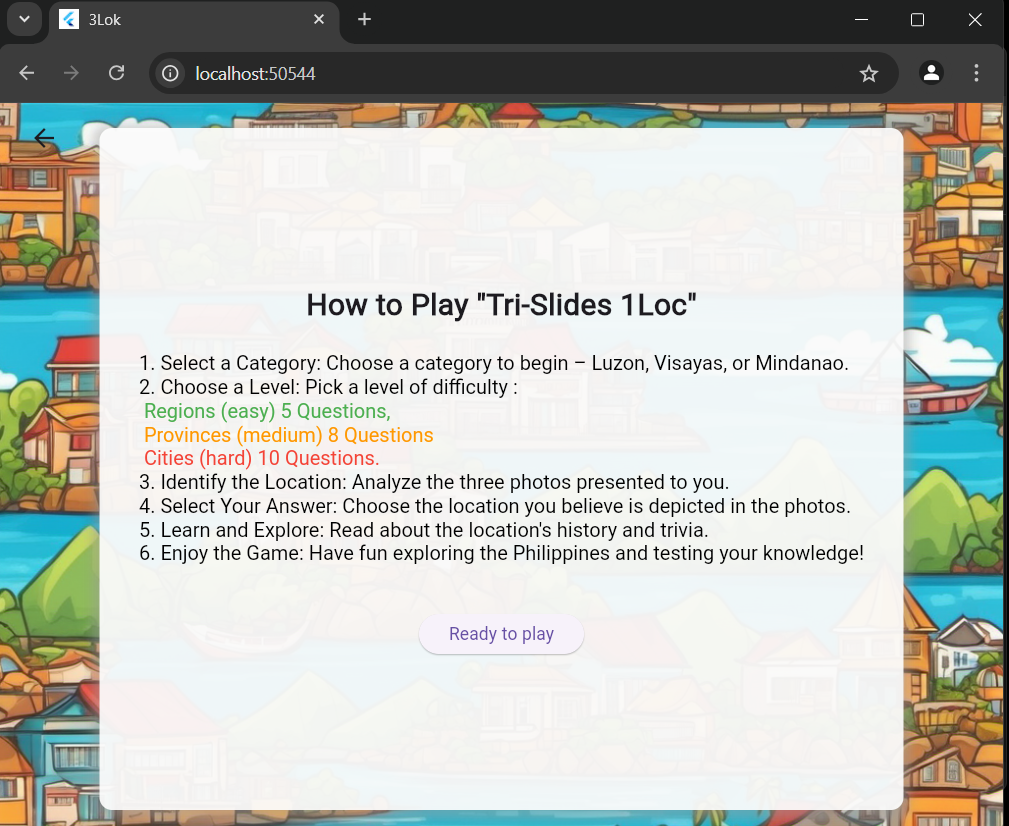 3Lok
localhost:50544
How to Play "Tri-Slides 1Loc"
1. Select a Category: Choose a category to begin – Luzon, Visayas, or Mindanao.
2. Choose a Level: Pick a level of difficulty :
Regions (easy) 5 Questions,
Provinces (medium) 8 Questions
Cities (hard) 10 Questions.
3. Identify the Location: Analyze the three photos presented to you.
4. Select Your Answer: Choose the location you believe is depicted in the photos.
5. Learn and Explore: Read about the location's history and trivia.
6. Enjoy the Game: Have fun exploring the Philippines and testing your knowledge!
Ready to play